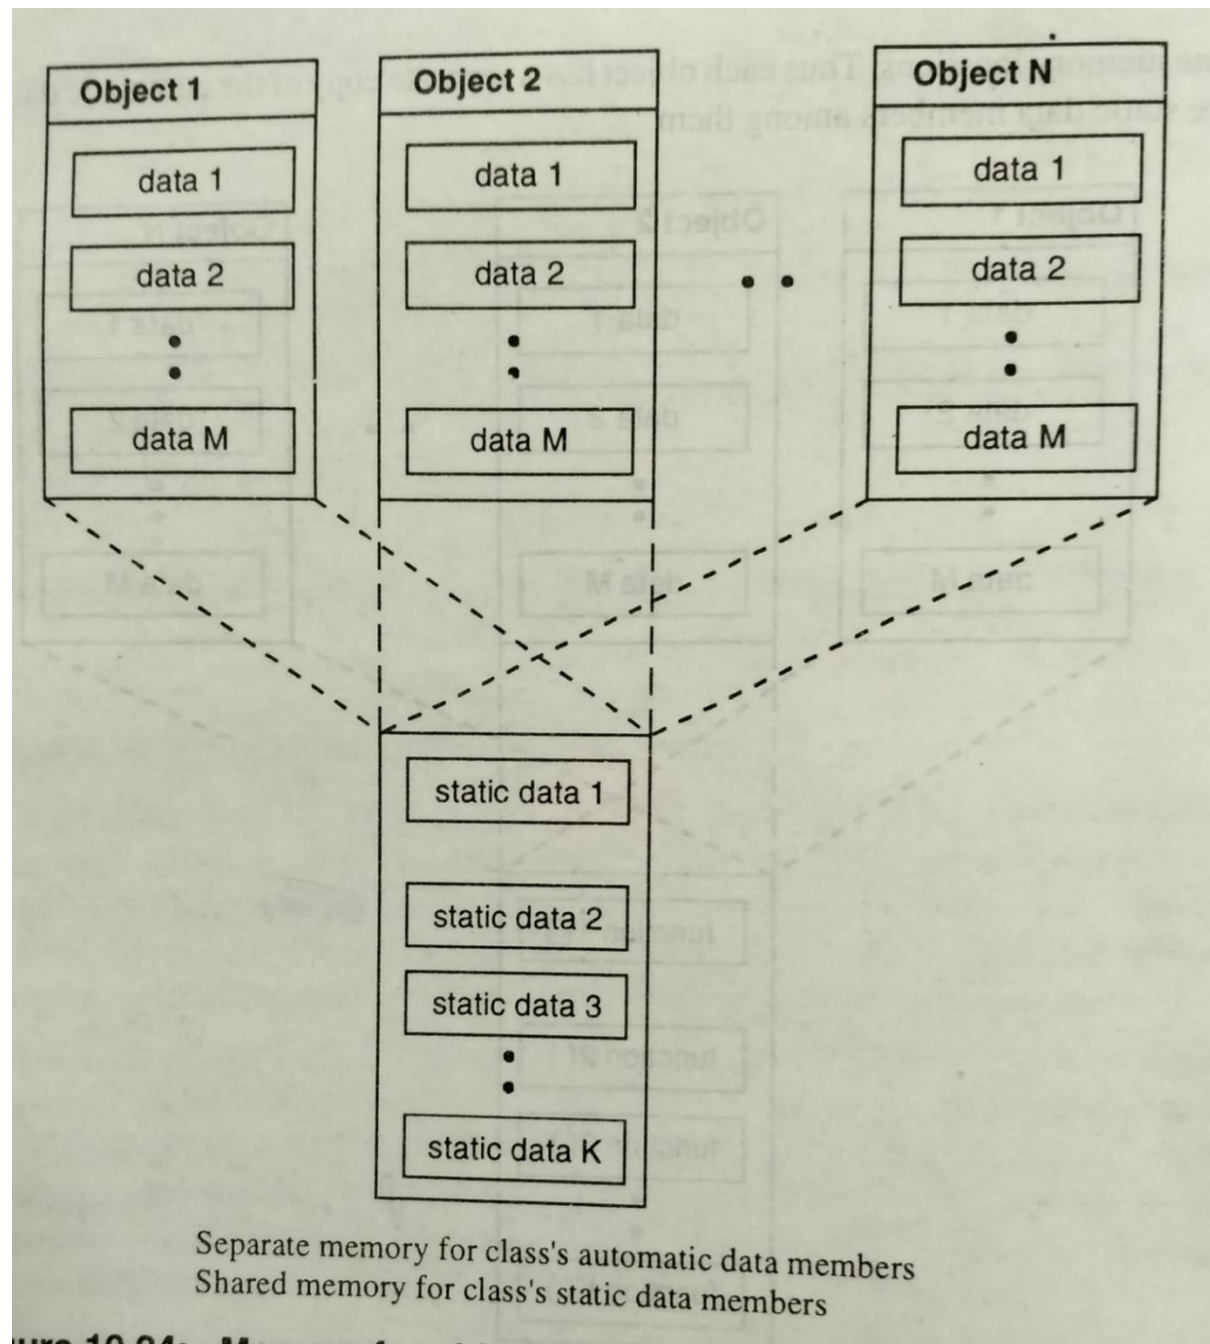 Object 1
data 1
data 2
data M
Object 2
data 1
data 2
data M
Object N
data 1
data 2
data M
static data 1
static data 2
static data 3
static data K
Separate memory for class's automatic data members
Shared memory for class's static data members